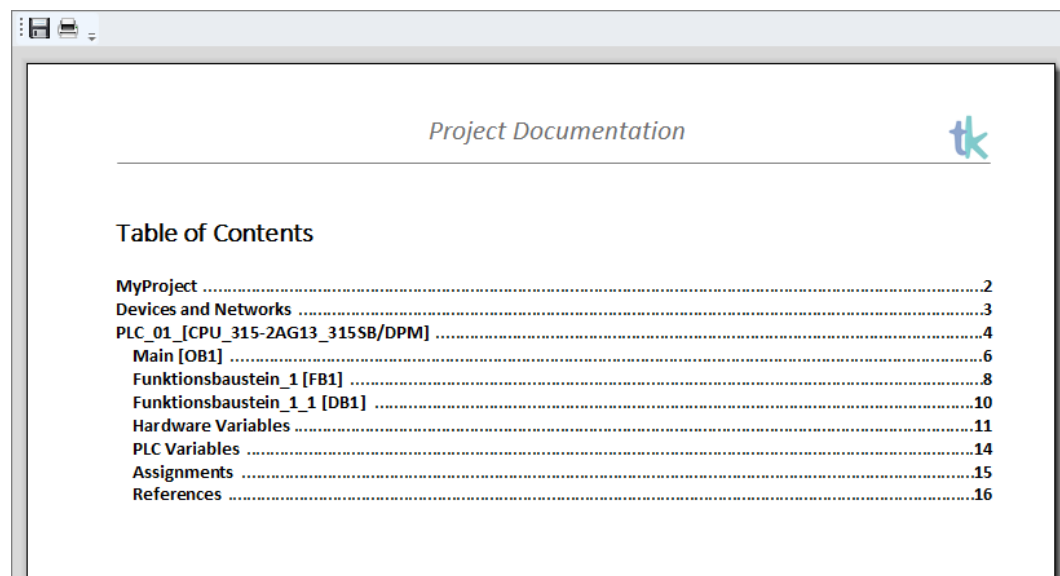 Project Documentation
tk
Table of Contents
MyProject ........................................ 2
Devices and Networks ........................................ 3
PLC_01_[CPU_315-2AG13_315SB/DPM] ........................................ 4
Main [OB1] ........................................ 6
Funktionsbaustein_1 [FB1] ........................................ 8
Funktionsbaustein_1_1 [DB1] ........................................ 10
Hardware Variables ........................................ 11
PLC Variables ........................................ 14
Assignments ........................................ 15
References ........................................ 16